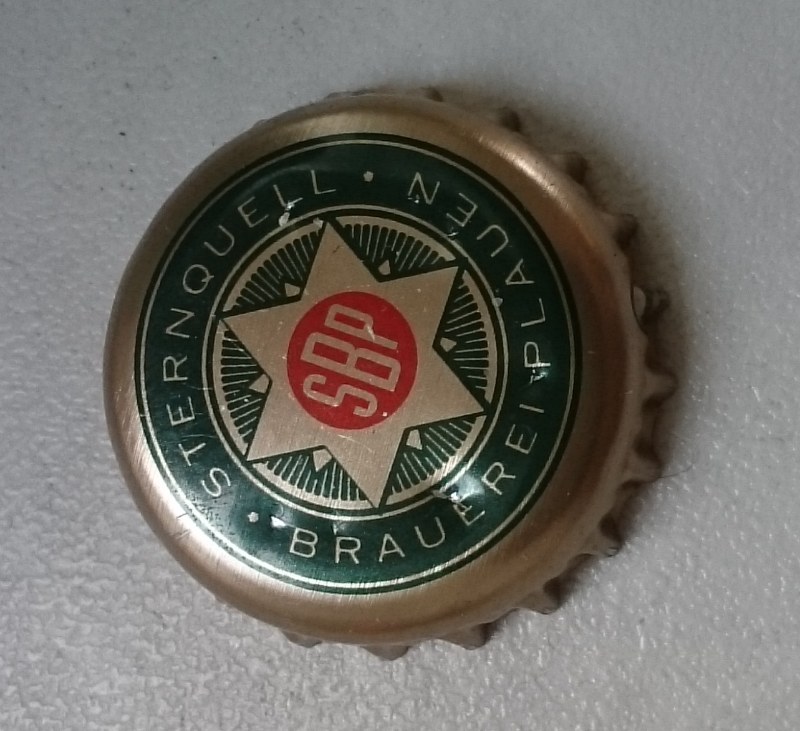 STERNQUELL •
BRAUEREI PLAUEN •
SBP